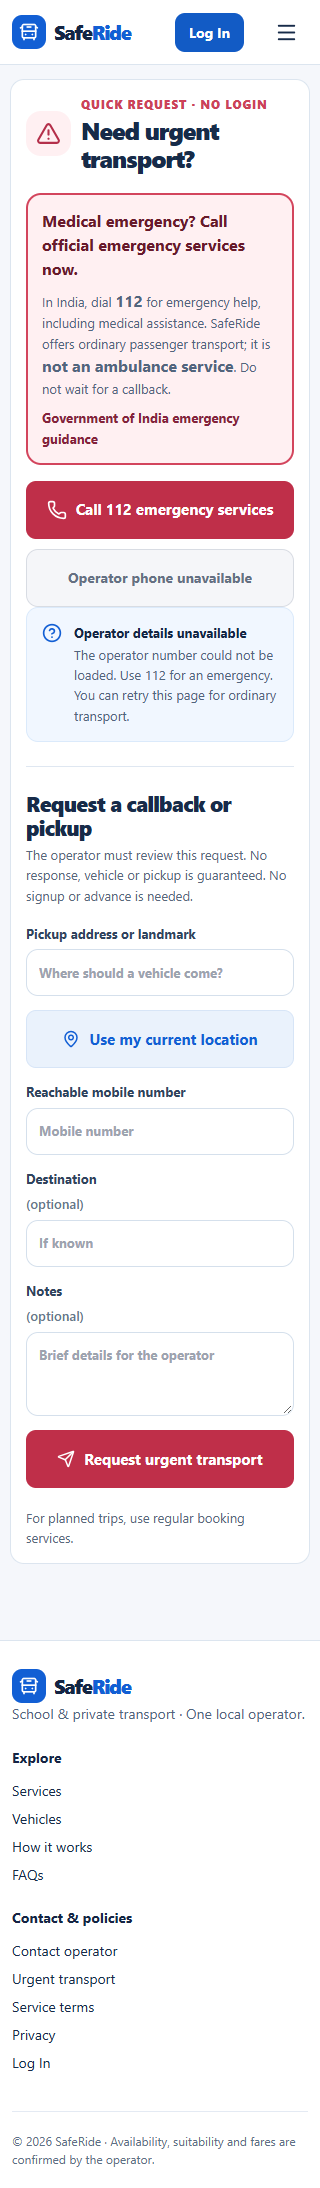 SafeRide
Log In
QUICK REQUEST · NO LOGIN
Need urgent
transport?
Medical emergency? Call
official emergency services
now.
In India, dial 112 for emergency help,
including medical assistance. SafeRide
offers ordinary passenger transport; it is
not an ambulance service. Do
not wait for a callback.
Government of India emergency
guidance
Call 112 emergency services
Operator phone unavailable
Operator details unavailable
The operator number could not be
loaded. Use 112 for an emergency.
You can retry this page for ordinary
transport.
Request a callback or
pickup
The operator must review this request. No
response, vehicle or pickup is guaranteed. No
signup or advance is needed.
Pickup address or landmark
Where should a vehicle come?
Use my current location
Reachable mobile number
Mobile number
Destination
(optional)
If known
Notes
(optional)
Brief details for the operator
Request urgent transport
For planned trips, use regular booking
services.
SafeRide
School & private transport · One local operator.
Explore
Services
Vehicles
How it works
FAQs
Contact & policies
Contact operator
Urgent transport
Service terms
Privacy
Log In
© 2026 SafeRide · Availability, suitability and fares are
confirmed by the operator.